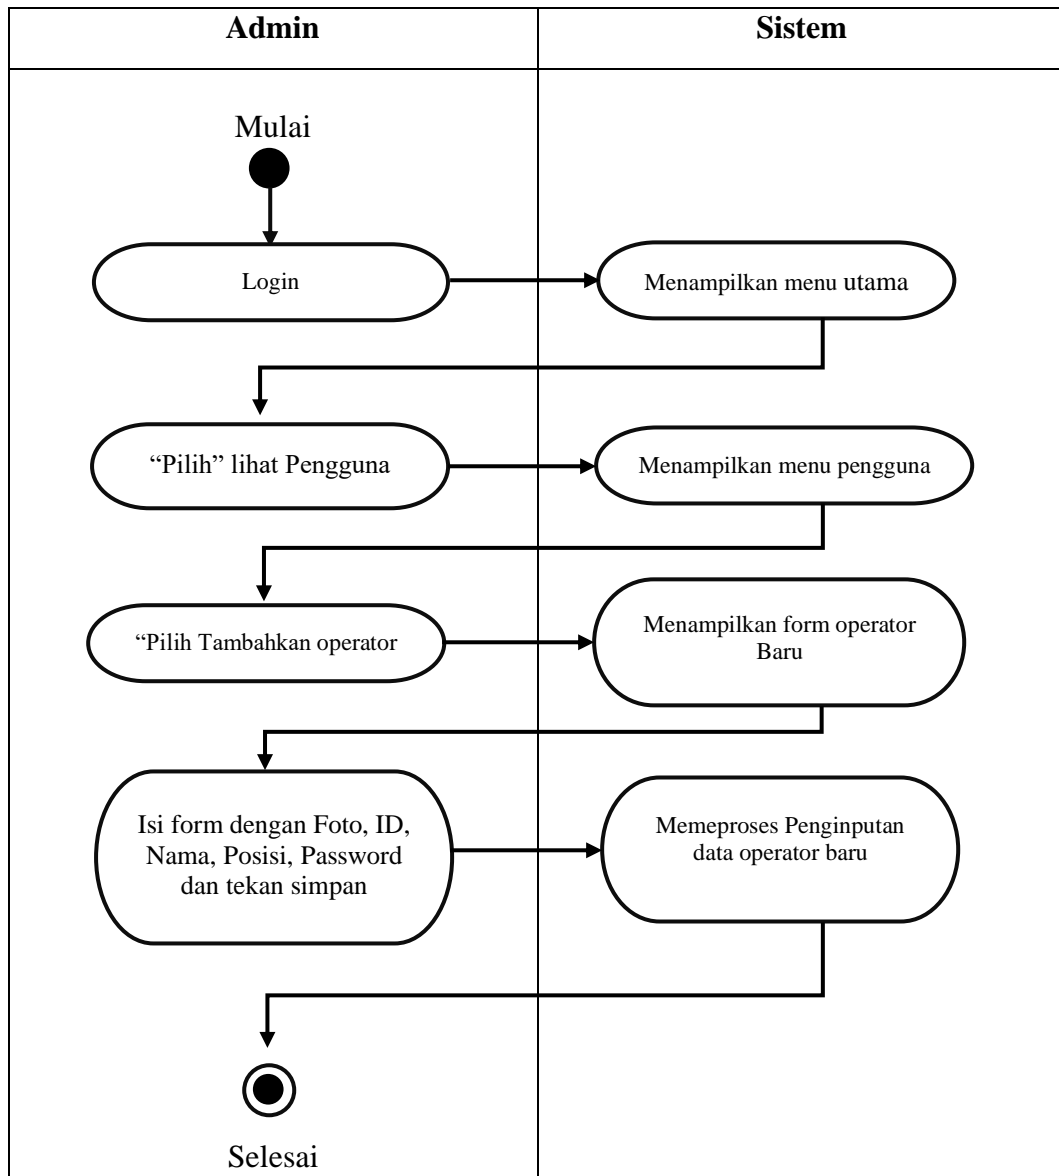 Admin
Sistem
Mulai
Login
Menampilkan menu utama
“Pilih” lihat Pengguna
Menampilkan menu pengguna
“Pilih Tambahkan operator
Menampilkan form operator
Baru
Isi form dengan Foto, ID,
Nama, Posisi, Password
dan tekan simpan
Memeproses Penginputan
data operator baru
Selesai